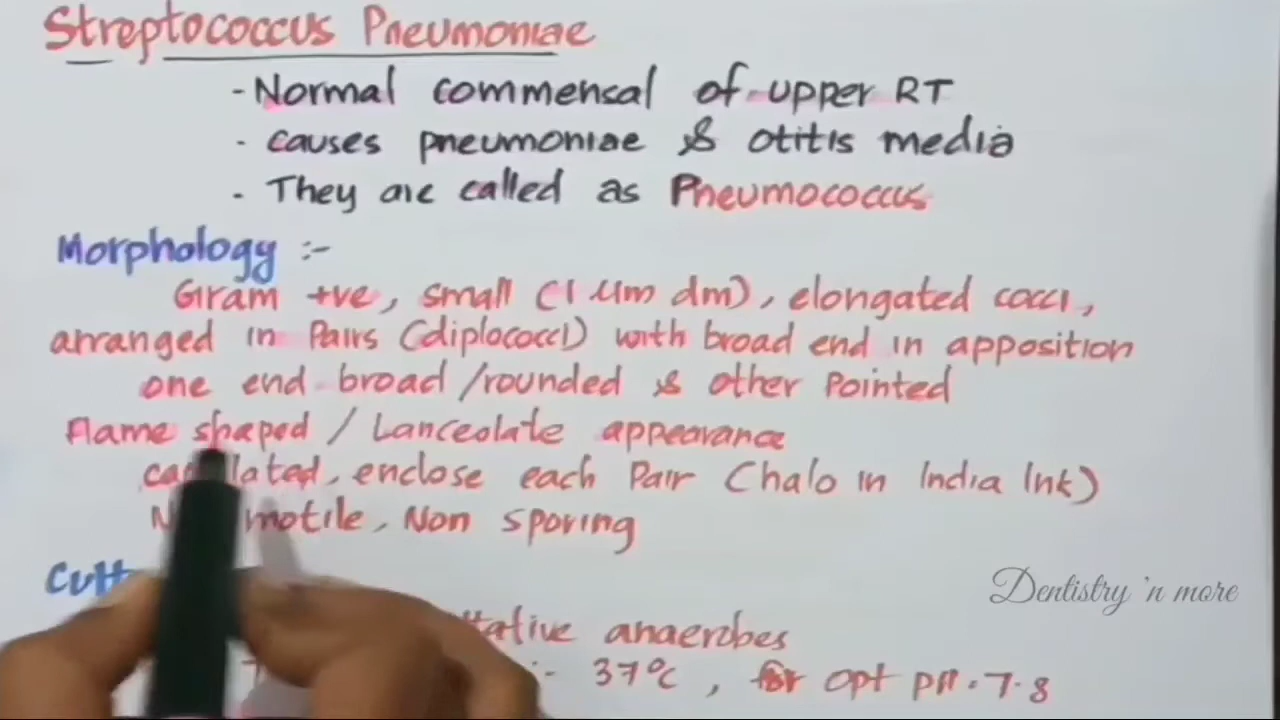 Streptococcus Pneumoniae
- Normal commensal of upper RT
- causes pneumoniae & otitis media
- They are called as Pneumococcus
Morphology :-
Gram +ve, small (1 um dm), elongated cocci,
arranged in Pairs (diplococci) with broad end in apposition
one end broad/rounded & other Pointed
Flame shaped / Lanceolate appearance
enclose each Pair (halo in India Ink)
motile, Non sporing
anaerobes
:- 37°C, for opt pH . 7.8
Dentistry 'n more